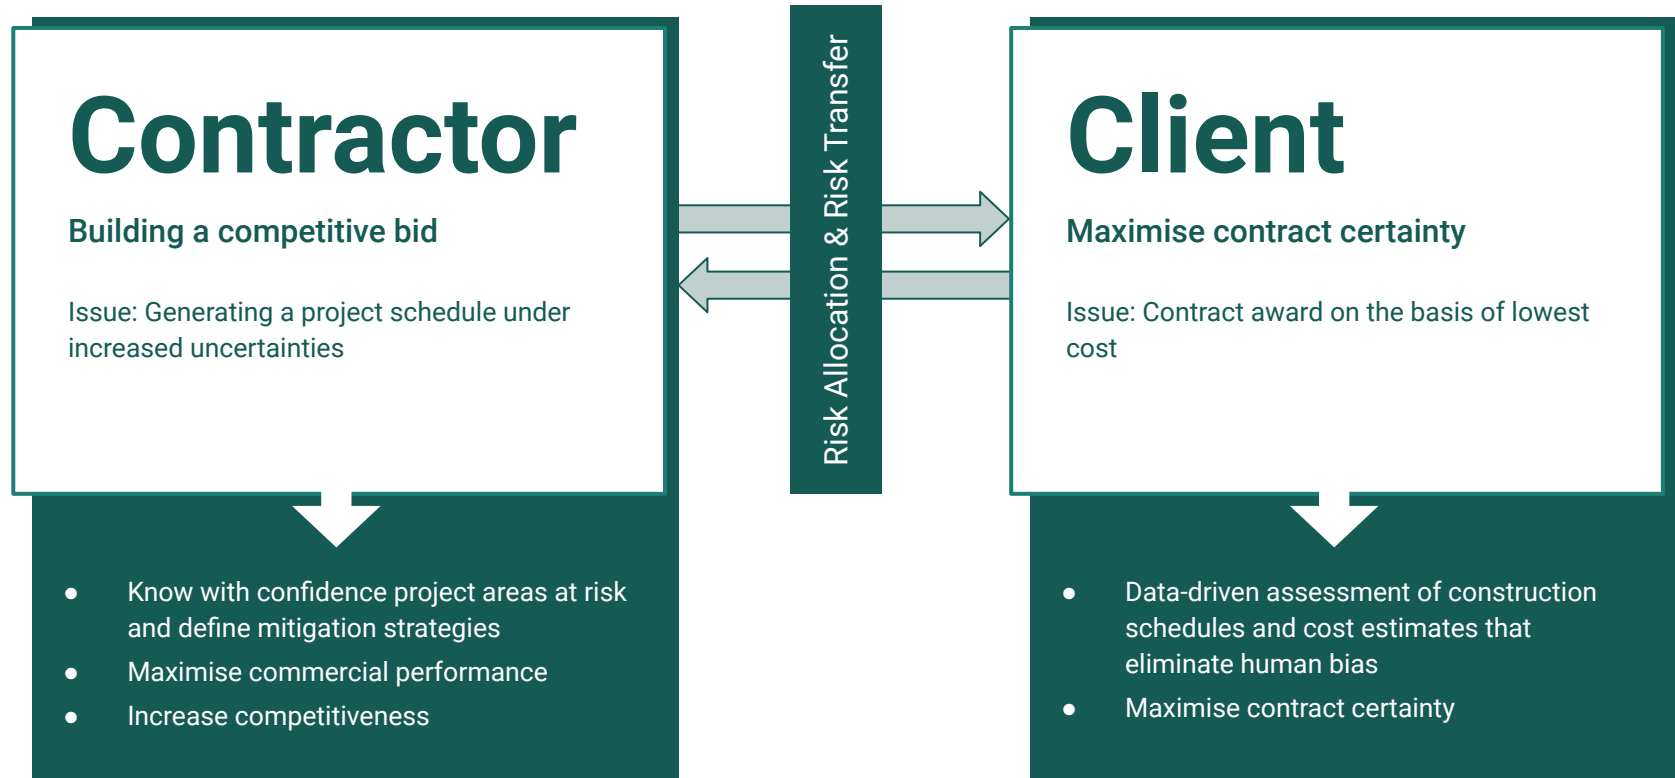 Contractor
Building a competitive bid
Issue: Generating a project schedule under
increased uncertainties
● Know with confidence project areas at risk
and define mitigation strategies
● Maximise commercial performance
● Increase competitiveness
Risk Allocation & Risk Transfer
Client
Maximise contract certainty
Issue: Contract award on the basis of lowest
cost
● Data-driven assessment of construction
schedules and cost estimates that
eliminate human bias
● Maximise contract certainty